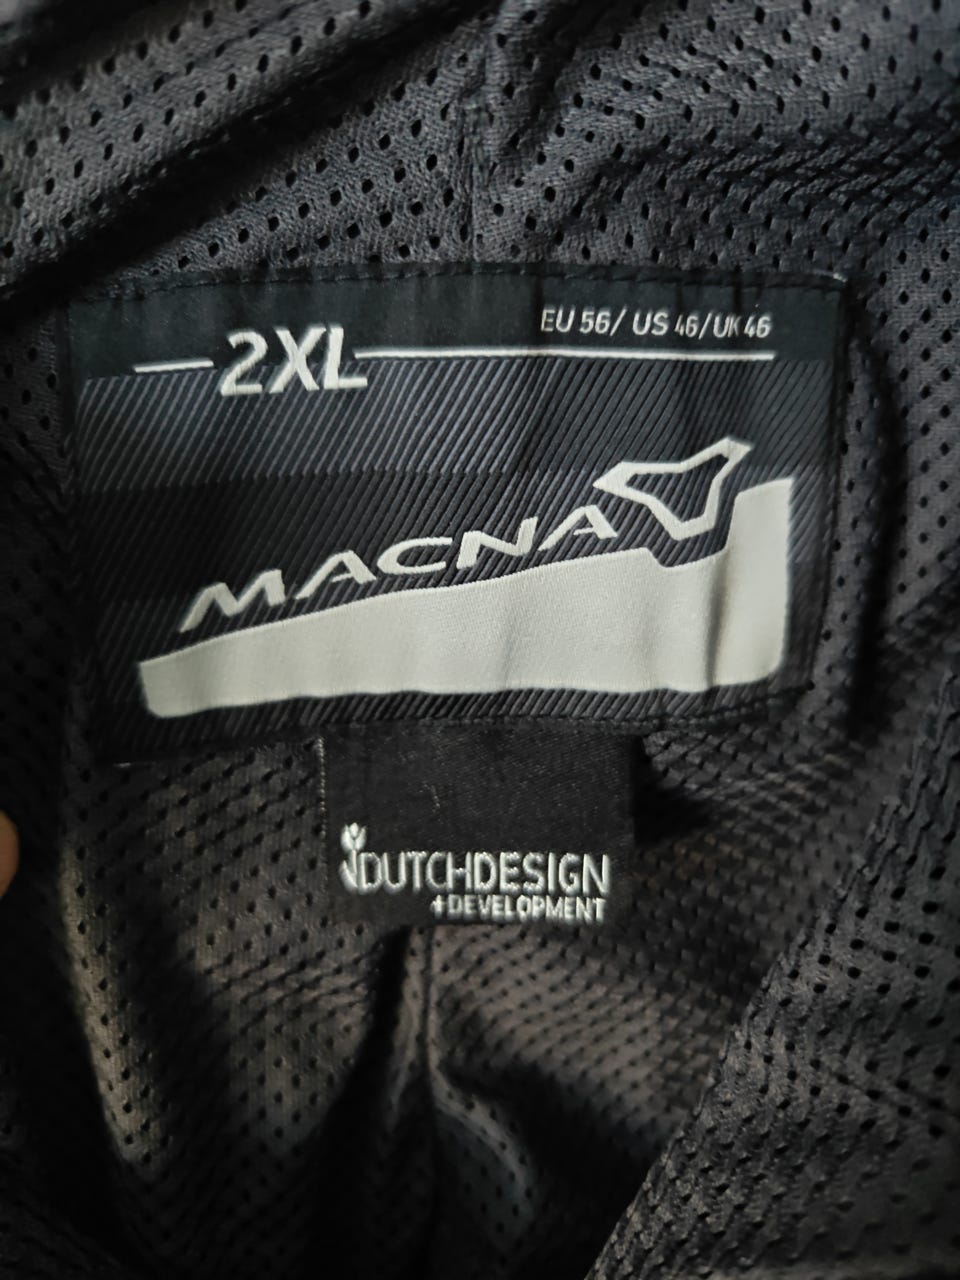 2XL
EU 56/ US 46/UK 46
MACNA
DUTCHDESIGN
+DEVELOPMENT